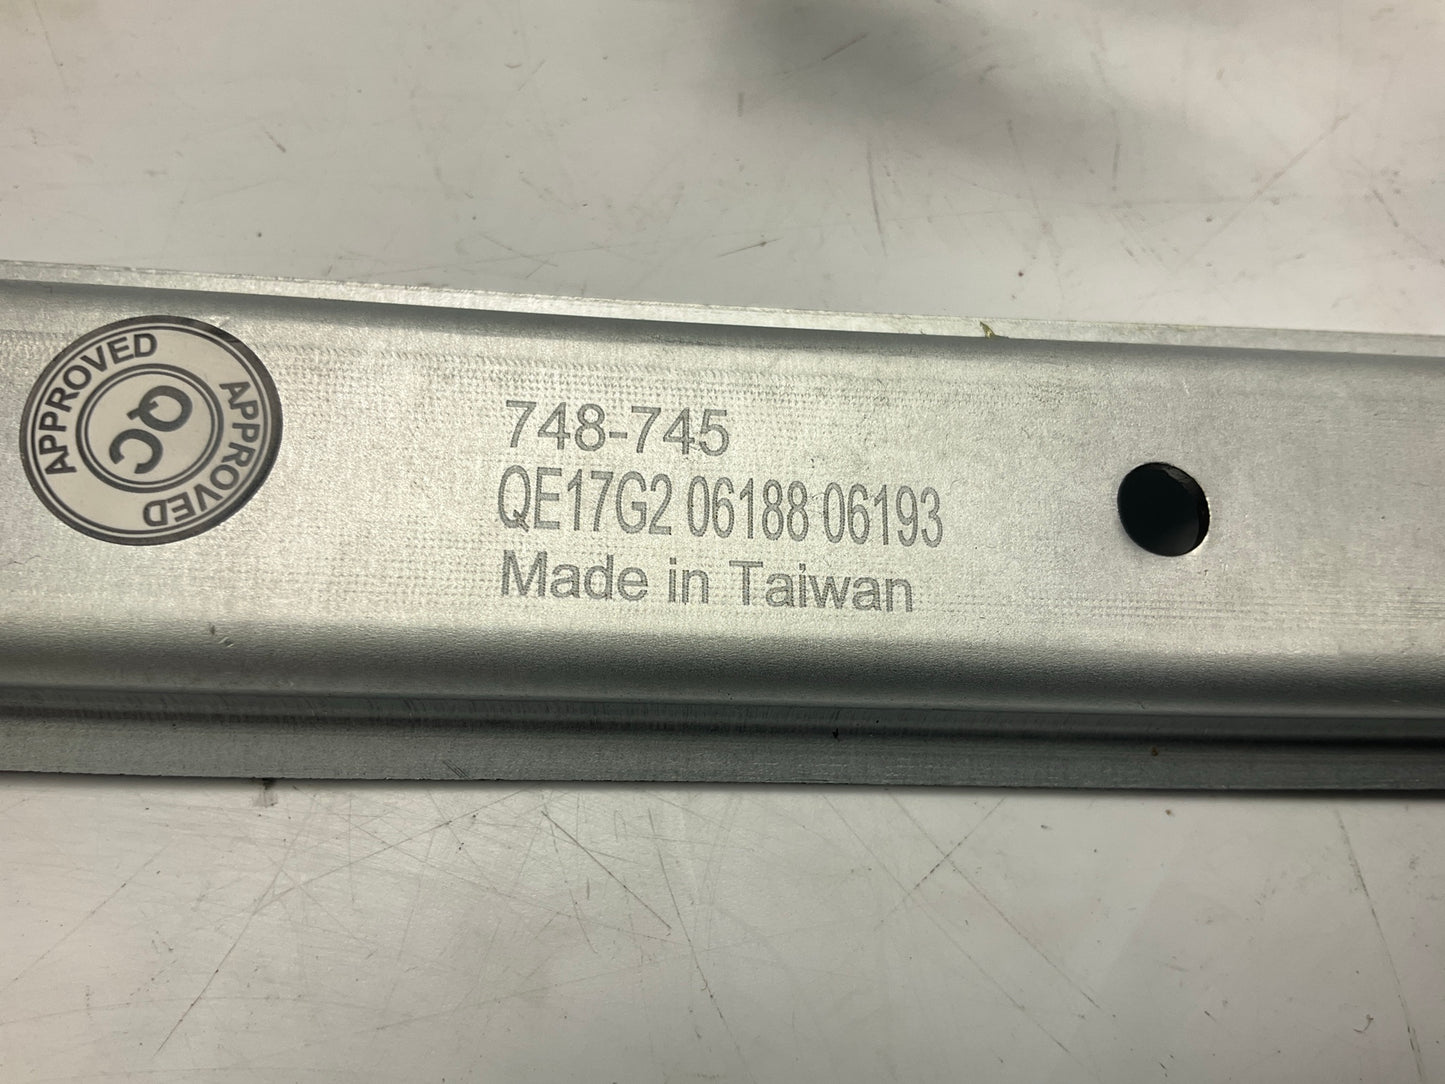 APPROVED
QC
APPROVED
748-745
QE17G2 06188 06193
Made in Taiwan